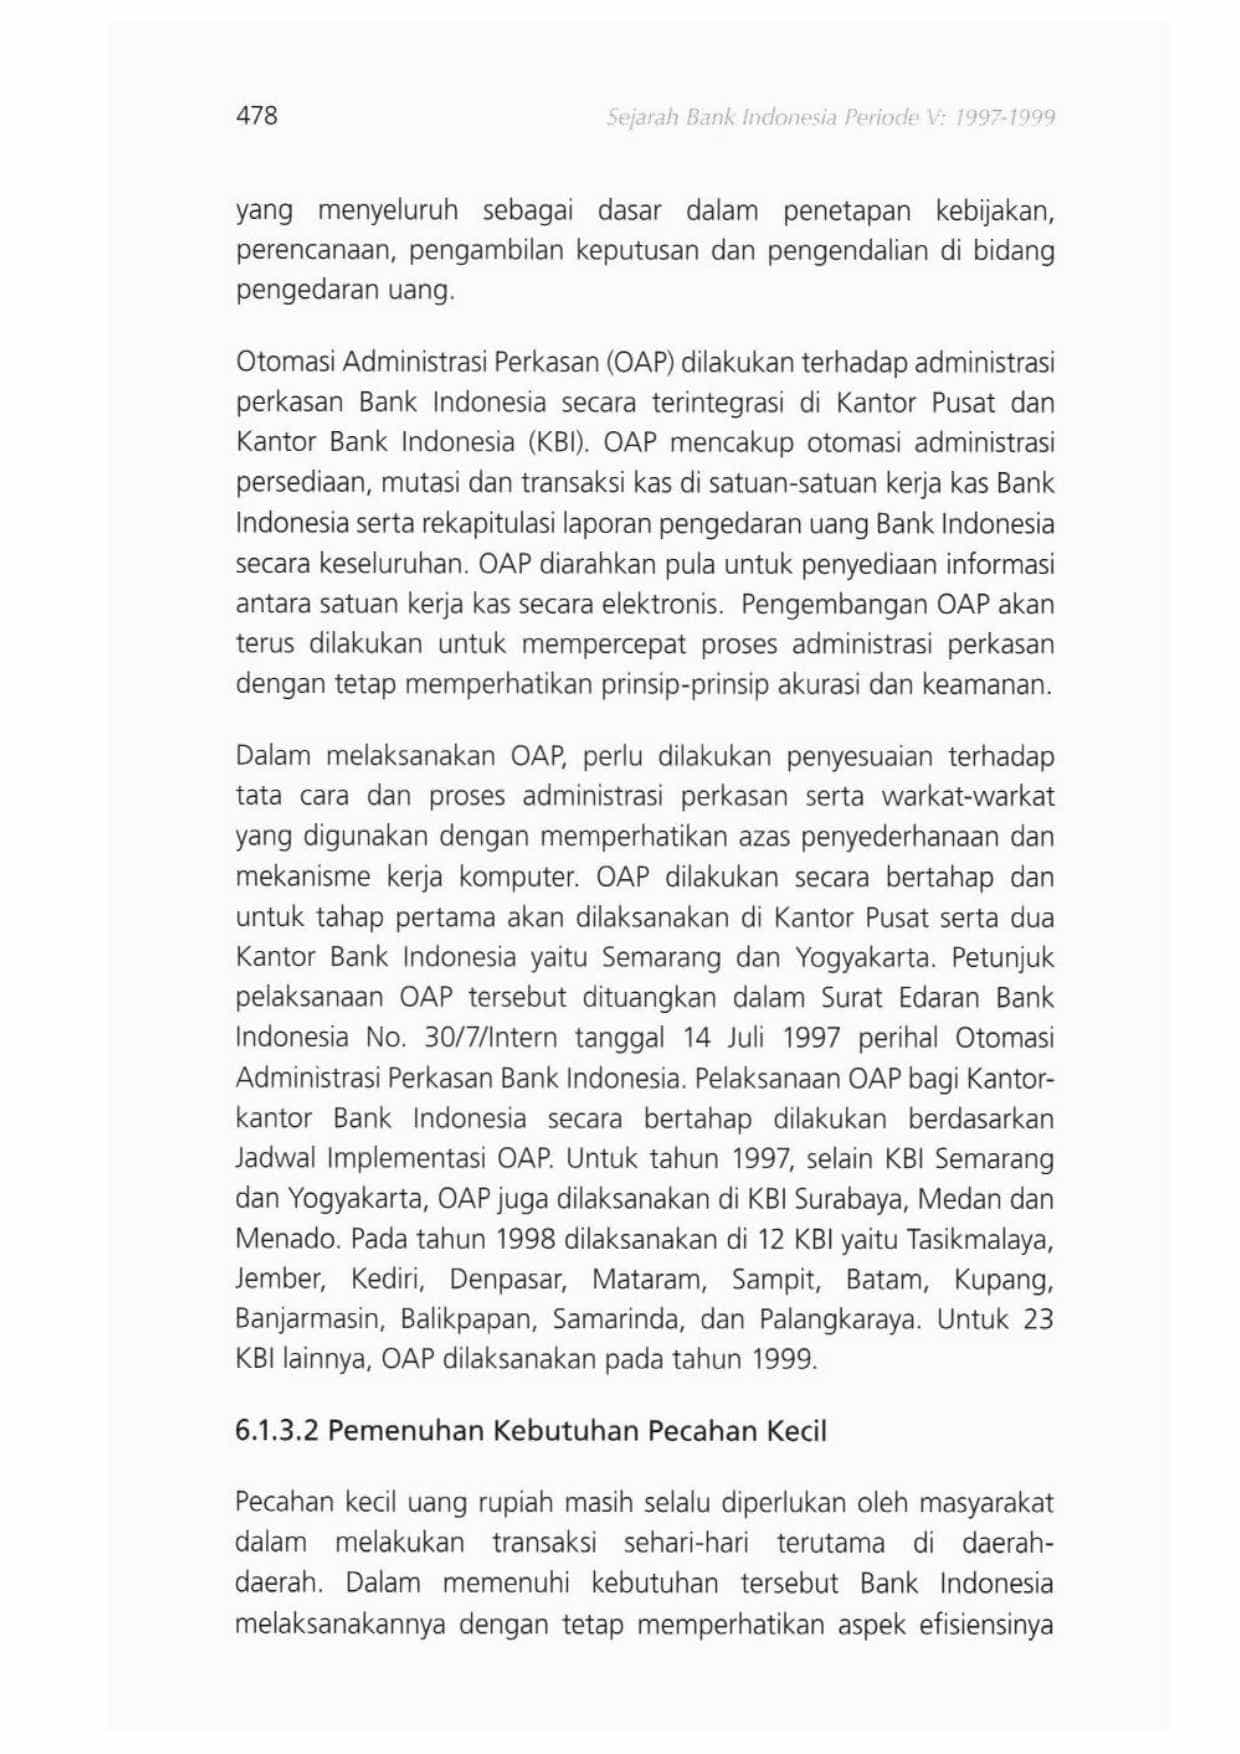 478
Sejarah Bank Indonesia Periode V: 1997-1999
yang menyeluruh sebagai dasar dalam penetapan kebijakan,
perencanaan, pengambilan keputusan dan pengendalian di bidang
pengedaran uang.
Otomasi Administrasi Perkasan (OAP) dilakukan terhadap administrasi
perkasan Bank Indonesia secara terintegrasi di Kantor Pusat dan
Kantor Bank Indonesia (KBI). OAP mencakup otomasi administrasi
persediaan, mutasi dan transaksi kas di satuan-satuan kerja kas Bank
Indonesia serta rekapitulasi laporan pengedaran uang Bank Indonesia
secara keseluruhan. OAP diarahkan pula untuk penyediaan informasi
antara satuan kerja kas secara elektronis. Pengembangan OAP akan
terus dilakukan untuk mempercepat proses administrasi perkasan
dengan tetap memperhatikan prinsip-prinsip akurasi dan keamanan.
Dalam melaksanakan OAP, perlu dilakukan penyesuaian terhadap
tata cara dan proses administrasi perkasan serta warkat-warkat
yang digunakan dengan memperhatikan azas penyederhanaan dan
mekanisme kerja komputer. OAP dilakukan secara bertahap dan
untuk tahap pertama akan dilaksanakan di Kantor Pusat serta dua
Kantor Bank Indonesia yaitu Semarang dan Yogyakarta. Petunjuk
pelaksanaan OAP tersebut dituangkan dalam Surat Edaran Bank
Indonesia No. 30/7/Intern tanggal 14 Juli 1997 perihal Otomasi
Administrasi Perkasan Bank Indonesia. Pelaksanaan OAP bagi Kantor-
kantor Bank Indonesia secara bertahap dilakukan berdasarkan
Jadwal Implementasi OAP. Untuk tahun 1997, selain KBI Semarang
dan Yogyakarta, OAP juga dilaksanakan di KBI Surabaya, Medan dan
Menado. Pada tahun 1998 dilaksanakan di 12 KBI yaitu Tasikmalaya,
Jember, Kediri, Denpasar, Mataram, Sampit, Batam, Kupang,
Banjarmasin, Balikpapan, Samarinda, dan Palangkaraya. Untuk 23
KBI lainnya, OAP dilaksanakan pada tahun 1999.
6.1.3.2 Pemenuhan Kebutuhan Pecahan Kecil
Pecahan kecil uang rupiah masih selalu diperlukan oleh masyarakat
dalam melakukan transaksi sehari-hari terutama di daerah-
daerah. Dalam memenuhi kebutuhan tersebut Bank Indonesia
melaksanakannya dengan tetap memperhatikan aspek efisiensinya